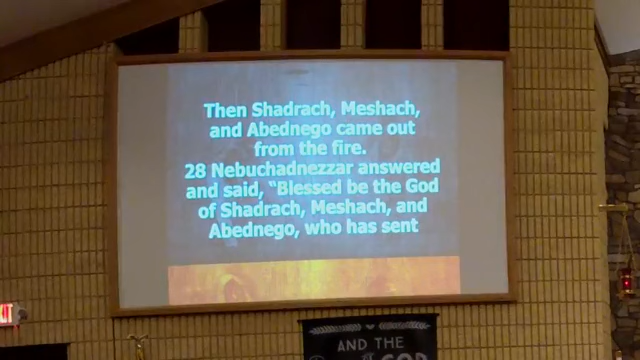 Then Shadrach, Meshach,
and Abednego came out
from the fire.
28 Nebuchadnezzar answered
and said, “Blessed be the God
of Shadrach, Meshach, and
Abednego, who has sent
AND THE
GOD